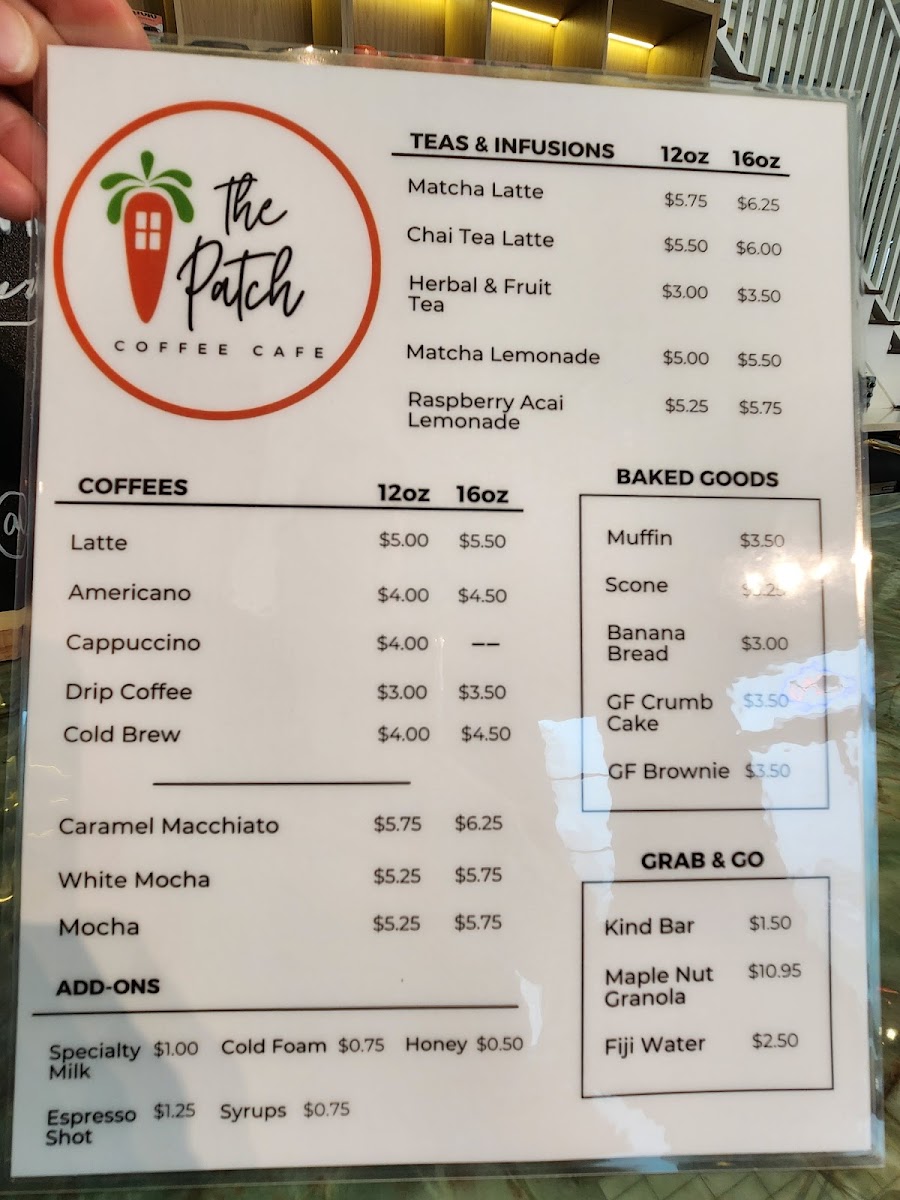 The
Patch
COFFEE CAFE
TEAS & INFUSIONS 12oz 16oz
Matcha Latte $5.75 $6.25
Chai Tea Latte $5.50 $6.00
Herbal & Fruit $3.00 $3.50
Tea
Matcha Lemonade $5.00 $5.50
Raspberry Acai $5.25 $5.75
Lemonade
COFFEES 12oz 16oz
Latte $5.00 $5.50
Americano $4.00 $4.50
Cappuccino $4.00 --
Drip Coffee $3.00 $3.50
Cold Brew $4.00 $4.50
Caramel Macchiato $5.75 $6.25
White Mocha $5.25 $5.75
Mocha $5.25 $5.75
ADD-ONS
Specialty $1.00 Cold Foam $0.75 Honey $0.50
Milk
Espresso $1.25 Syrups $0.75
Shot
BAKED GOODS
Muffin $3.50
Scone
Banana $3.00
Bread
GF Crumb $3.50
Cake
GF Brownie $3.50
GRAB & GO
Kind Bar $1.50
Maple Nut $10.95
Granola
Fiji Water $2.50